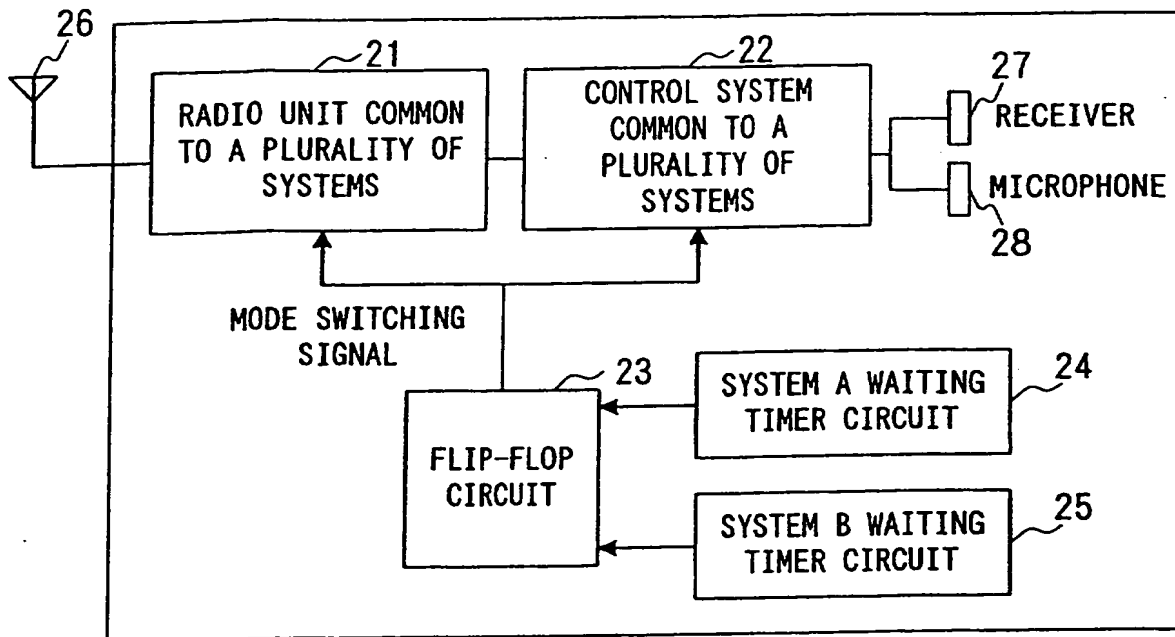 26
21
RADIO UNIT COMMON
TO A PLURALITY OF
SYSTEMS
22
CONTROL SYSTEM
COMMON TO A
PLURALITY OF
SYSTEMS
27
RECEIVER
MICROPHONE
28
MODE SWITCHING
SIGNAL
23
FLIP-FLOP
CIRCUIT
SYSTEM A WAITING
TIMER CIRCUIT
24
SYSTEM B WAITING
TIMER CIRCUIT
25